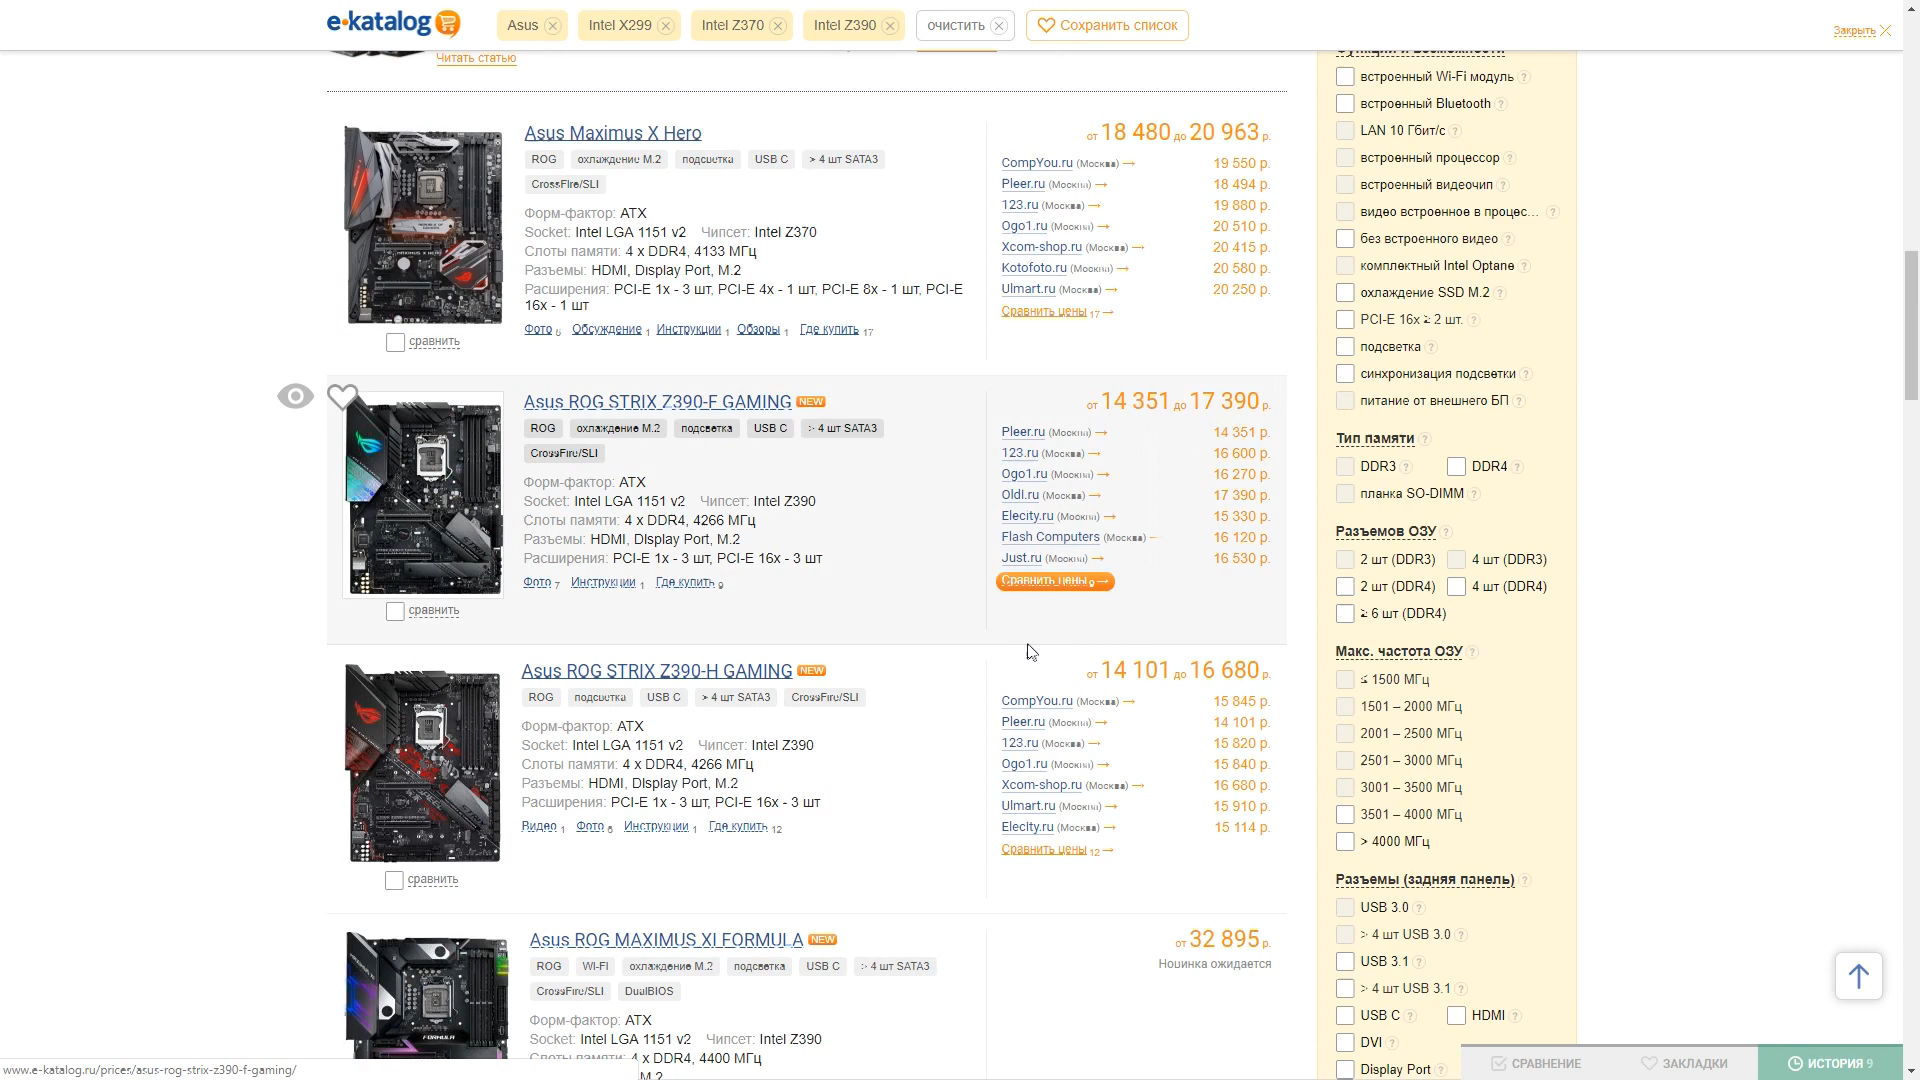 e-katalog
Asus
Intel X299
Intel Z370
Intel Z390
очистить
Сохранить список
Закрыть
Читать статью
Asus Maximus X Hero
ROG
охлаждение M.2
подсветка
USB C
> 4 шт SATA3
CrossFire/SLI
Форм-фактор: ATX
Socket: Intel LGA 1151 v2 Чипсет: Intel Z370
Слоты памяти: 4 x DDR4, 4133 МГц
Разъемы: HDMI, Display Port, M.2
Расширения: PCI-E 1x - 3 шт, PCI-E 4x - 1 шт, PCI-E 8x - 1 шт, PCI-E
16x - 1 шт
Фото 6 Обсуждение 1 Инструкции 1 Обзоры 1 Где купить 17
сравнить
от 18 480 до 20 963 р.
CompYou.ru (Москва) → 19 550 р.
Pleer.ru (Москва) → 18 494 р.
123.ru (Москва) → 19 880 р.
Ogo1.ru (Москва) → 20 510 р.
Xcom-shop.ru (Москва) → 20 415 р.
Kotofoto.ru (Москва) → 20 580 р.
Ulmart.ru (Москва) → 20 250 р.
Сравнить цены 17 →
Asus ROG STRIX Z390-F GAMING NEW
ROG
охлаждение M.2
подсветка
USB C
> 4 шт SATA3
CrossFire/SLI
Форм-фактор: ATX
Socket: Intel LGA 1151 v2 Чипсет: Intel Z390
Слоты памяти: 4 x DDR4, 4266 МГц
Разъемы: HDMI, Display Port, M.2
Расширения: PCI-E 1x - 3 шт, PCI-E 16x - 3 шт
Фото 7 Инструкции 1 Где купить 9
сравнить
от 14 351 до 17 390 р.
Pleer.ru (Москва) → 14 351 р.
123.ru (Москва) → 16 600 р.
Ogo1.ru (Москва) → 16 270 р.
Oldi.ru (Москва) → 17 390 р.
Elecity.ru (Москва) → 15 330 р.
Flash Computers (Москва) 16 120 р.
Just.ru (Москва) → 16 530 р.
Сравнить цены 9 →
Asus ROG STRIX Z390-H GAMING NEW
ROG
подсветка
USB C
> 4 шт SATA3
CrossFire/SLI
Форм-фактор: ATX
Socket: Intel LGA 1151 v2 Чипсет: Intel Z390
Слоты памяти: 4 x DDR4, 4266 МГц
Разъемы: HDMI, Display Port, M.2
Расширения: PCI-E 1x - 3 шт, PCI-E 16x - 3 шт
Видео 1 Фото 6 Инструкции 1 Где купить 12
сравнить
от 14 101 до 16 680 р.
CompYou.ru (Москва) → 15 845 р.
Pleer.ru (Москва) → 14 101 р.
123.ru (Москва) → 15 820 р.
Ogo1.ru (Москва) → 15 840 р.
Xcom-shop.ru (Москва) → 16 680 р.
Ulmart.ru (Москва) → 15 910 р.
Elecity.ru (Москва) → 15 114 р.
Сравнить цены 12 →
Asus ROG MAXIMUS XI FORMULA NEW
ROG
WI-FI
охлаждение M.2
подсветка
USB C
> 4 шт SATA3
CrossFire/SLI
DualBIOS
Форм-фактор: ATX
Socket: Intel LGA 1151 v2 Чипсет: Intel Z390
Слоты памяти: 4 x DDR4, 4400 МГц
M.2
от 32 895 р.
Новинка ожидается
Функции и возможности
встроенный Wi-Fi модуль ?
встроенный Bluetooth ?
LAN 10 Гбит/с ?
встроенный процессор ?
встроенный видеочип ?
видео встроенное в процес... ?
без встроенного видео ?
комплектный Intel Optane ?
охлаждение SSD M.2 ?
PCI-E 16x ≥ 2 шт. ?
подсветка ?
синхронизация подсветки ?
питание от внешнего БП ?
Тип памяти ?
DDR3 ? DDR4 ?
планка SO-DIMM ?
Разъемов ОЗУ ?
2 шт (DDR3) 4 шт (DDR3)
2 шт (DDR4) 4 шт (DDR4)
≥ 6 шт (DDR4)
Макс. частота ОЗУ ?
≤ 1500 МГц
1501 – 2000 МГц
2001 – 2500 МГц
2501 – 3000 МГц
3001 – 3500 МГц
3501 – 4000 МГц
> 4000 МГц
Разъемы (задняя панель) ?
USB 3.0 ?
> 4 шт USB 3.0 ?
USB 3.1 ?
> 4 шт USB 3.1 ?
USB C ? HDMI ?
DVI ?
Display Port ?
СРАВНЕНИЕ
ЗАКЛАДКИ
ИСТОРИЯ 9
www.e-katalog.ru/prices/asus-rog-strix-z390-f-gaming/